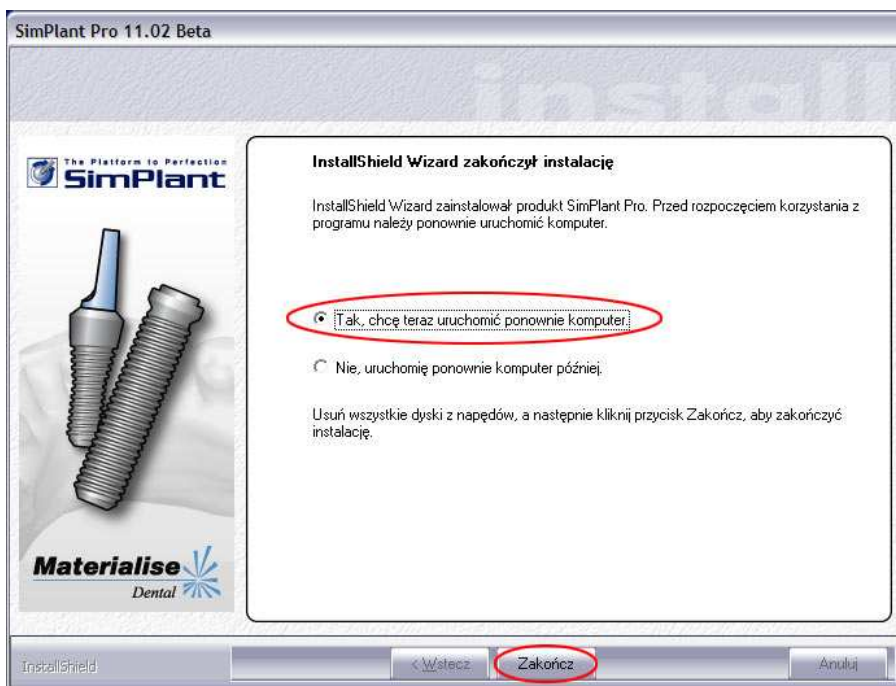 SimPlant Pro 11.02 Beta
install
The Platform to Perfection
SimPlant
InstallShield Wizard zakończył instalację
InstallShield Wizard zainstalował produkt SimPlant Pro. Przed rozpoczęciem korzystania z
programu należy ponownie uruchomić komputer.
Tak, chcę teraz uruchomić ponownie komputer.
Nie, uruchomię ponownie komputer później.
Usuń wszystkie dyski z napędów, a następnie kliknij przycisk Zakończ, aby zakończyć
instalację.
Materialise
Dental
InstallShield
< Wstecz
Zakończ
Anuluj